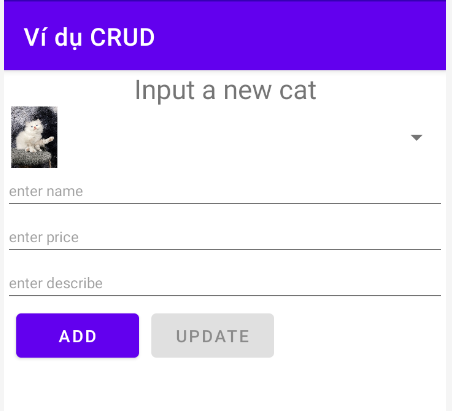 Ví dụ CRUD
Input a new cat
enter name
enter price
enter describe
ADD UPDATE